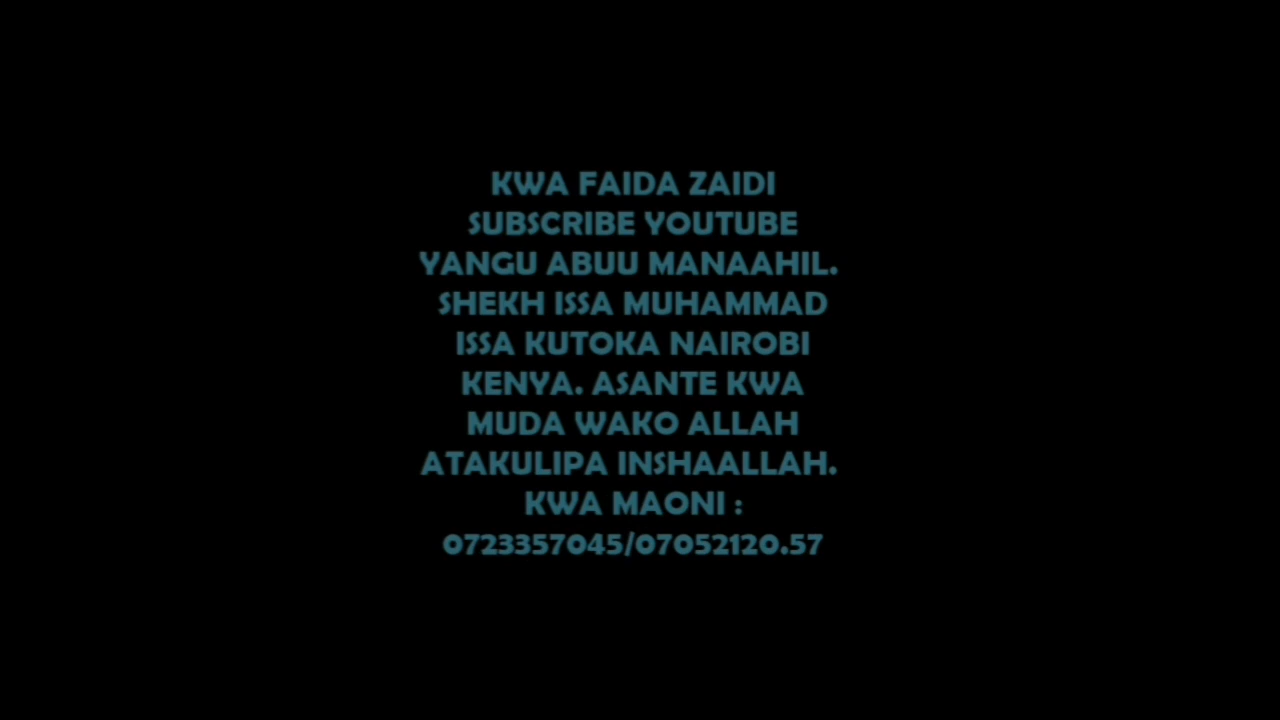 KWA FAIDA ZAIDI
SUBSCRIBE YOUTUBE
YANGU ABUU MANAAHIL.
SHEKH ISSA MUHAMMAD
ISSA KUTOKA NAIROBI
KENYA. ASANTE KWA
MUDA WAKO ALLAH
ATAKULIPA INSHAALLAH.
KWA MAONI :
0723357045/07052120.57